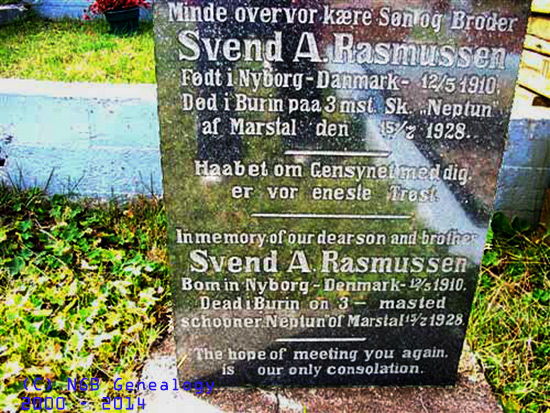 Minde over vor kære Søn og Broder
Svend A. Rasmussen
Født i Nyborg - Danmark - 12/5 1910.
Død i Burin paa 3 mst. Sk. „Neptun"
af Marstal den 15/7 1928.
Haabet om Gensynet med dig,
er vor eneste Trøst.
In memory of our dear son and brother
Svend A. Rasmussen
Born in Nyborg - Denmark - 12/5 1910.
Dead in Burin on 3 - masted
schooner „Neptun" of Marstal 15/7 1928.
The hope of meeting you again,
is our only consolation.
(C) NGB Genealogy
2000 - 2014